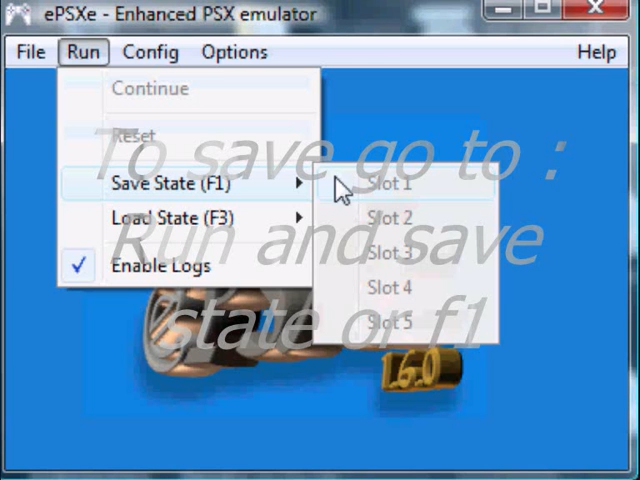 ePSXe - Enhanced PSX emulator
File Run Config Options Help
Continue
Reset
Save State (F1)
Load State (F3)
Enable Logs
Slot 1
Slot 2
Slot 3
Slot 4
Slot 5
To save go to :
Run and save
state or f1
1.6.0